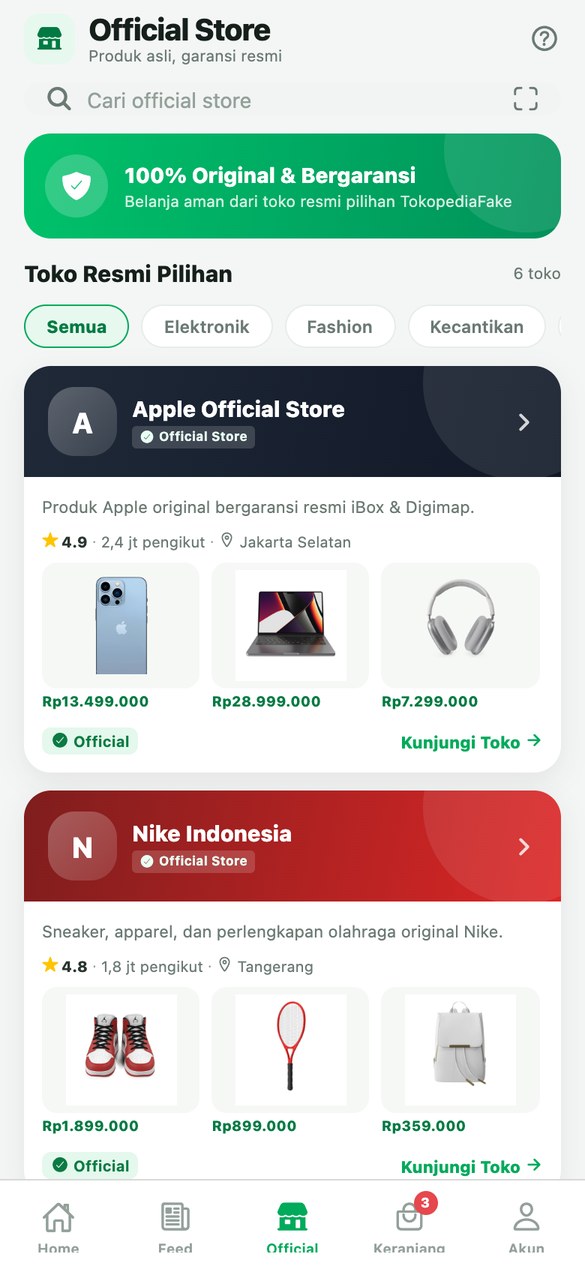 Official Store
Produk asli, garansi resmi
Cari official store
100% Original & Bergaransi
Belanja aman dari toko resmi pilihan TokopediaFake
Toko Resmi Pilihan
6 toko
Semua
Elektronik
Fashion
Kecantikan
A
Apple Official Store
Official Store
Produk Apple original bergaransi resmi iBox & Digimap.
4.9 · 2,4 jt pengikut · Jakarta Selatan
Rp13.499.000
Rp28.999.000
Rp7.299.000
Official
Kunjungi Toko →
N
Nike Indonesia
Official Store
Sneaker, apparel, dan perlengkapan olahraga original Nike.
4.8 · 1,8 jt pengikut · Tangerang
Rp1.899.000
Rp899.000
Rp359.000
Official
Kunjungi Toko →
3
Home
Feed
Official
Keranjang
Akun